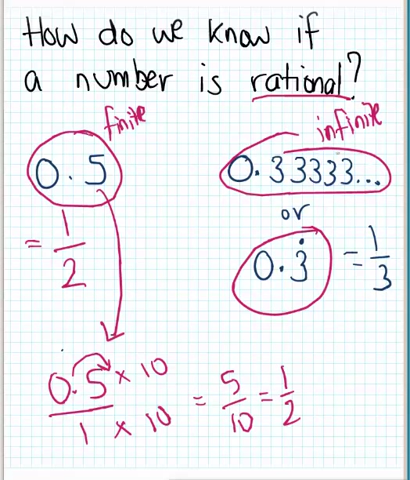 How do we know if
a number is rational?
finite
infinite
0.5
0.33333...
or
= 1/2
0.3̇ = 1/3
0.5 × 10 / 1 × 10 = 5/10 = 1/2